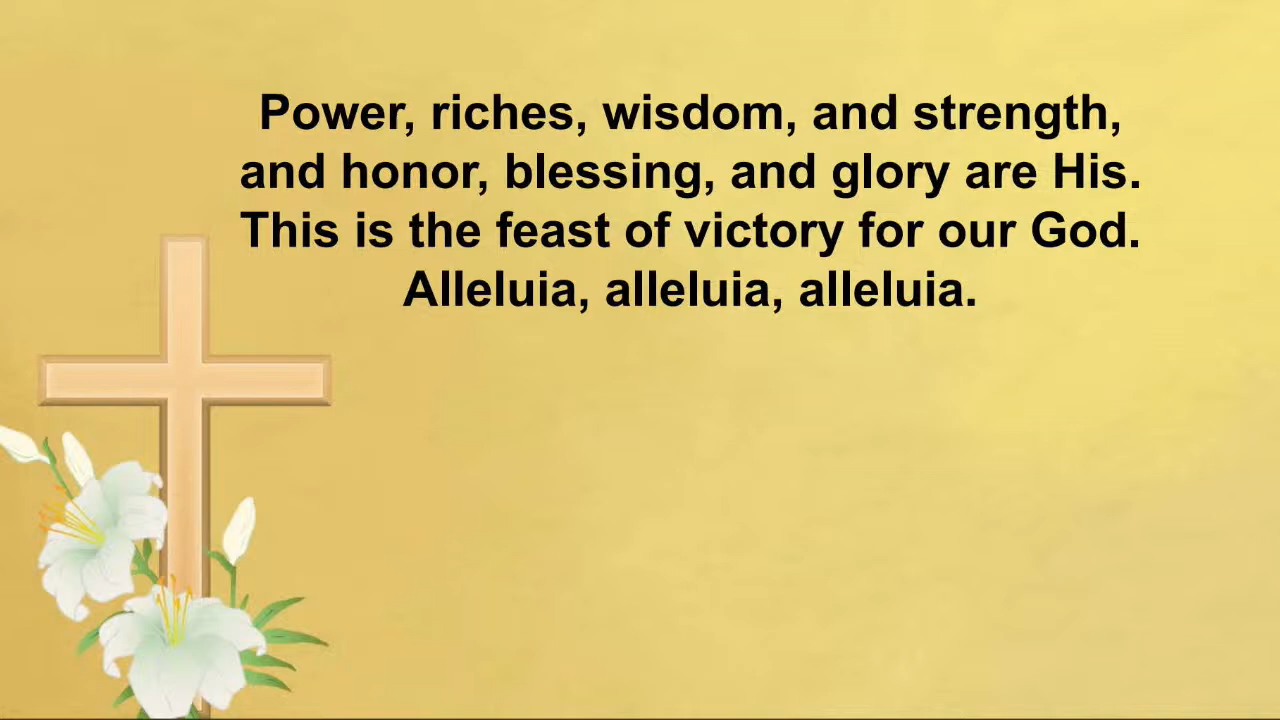 Power, riches, wisdom, and strength,
and honor, blessing, and glory are His.
This is the feast of victory for our God.
Alleluia, alleluia, alleluia.